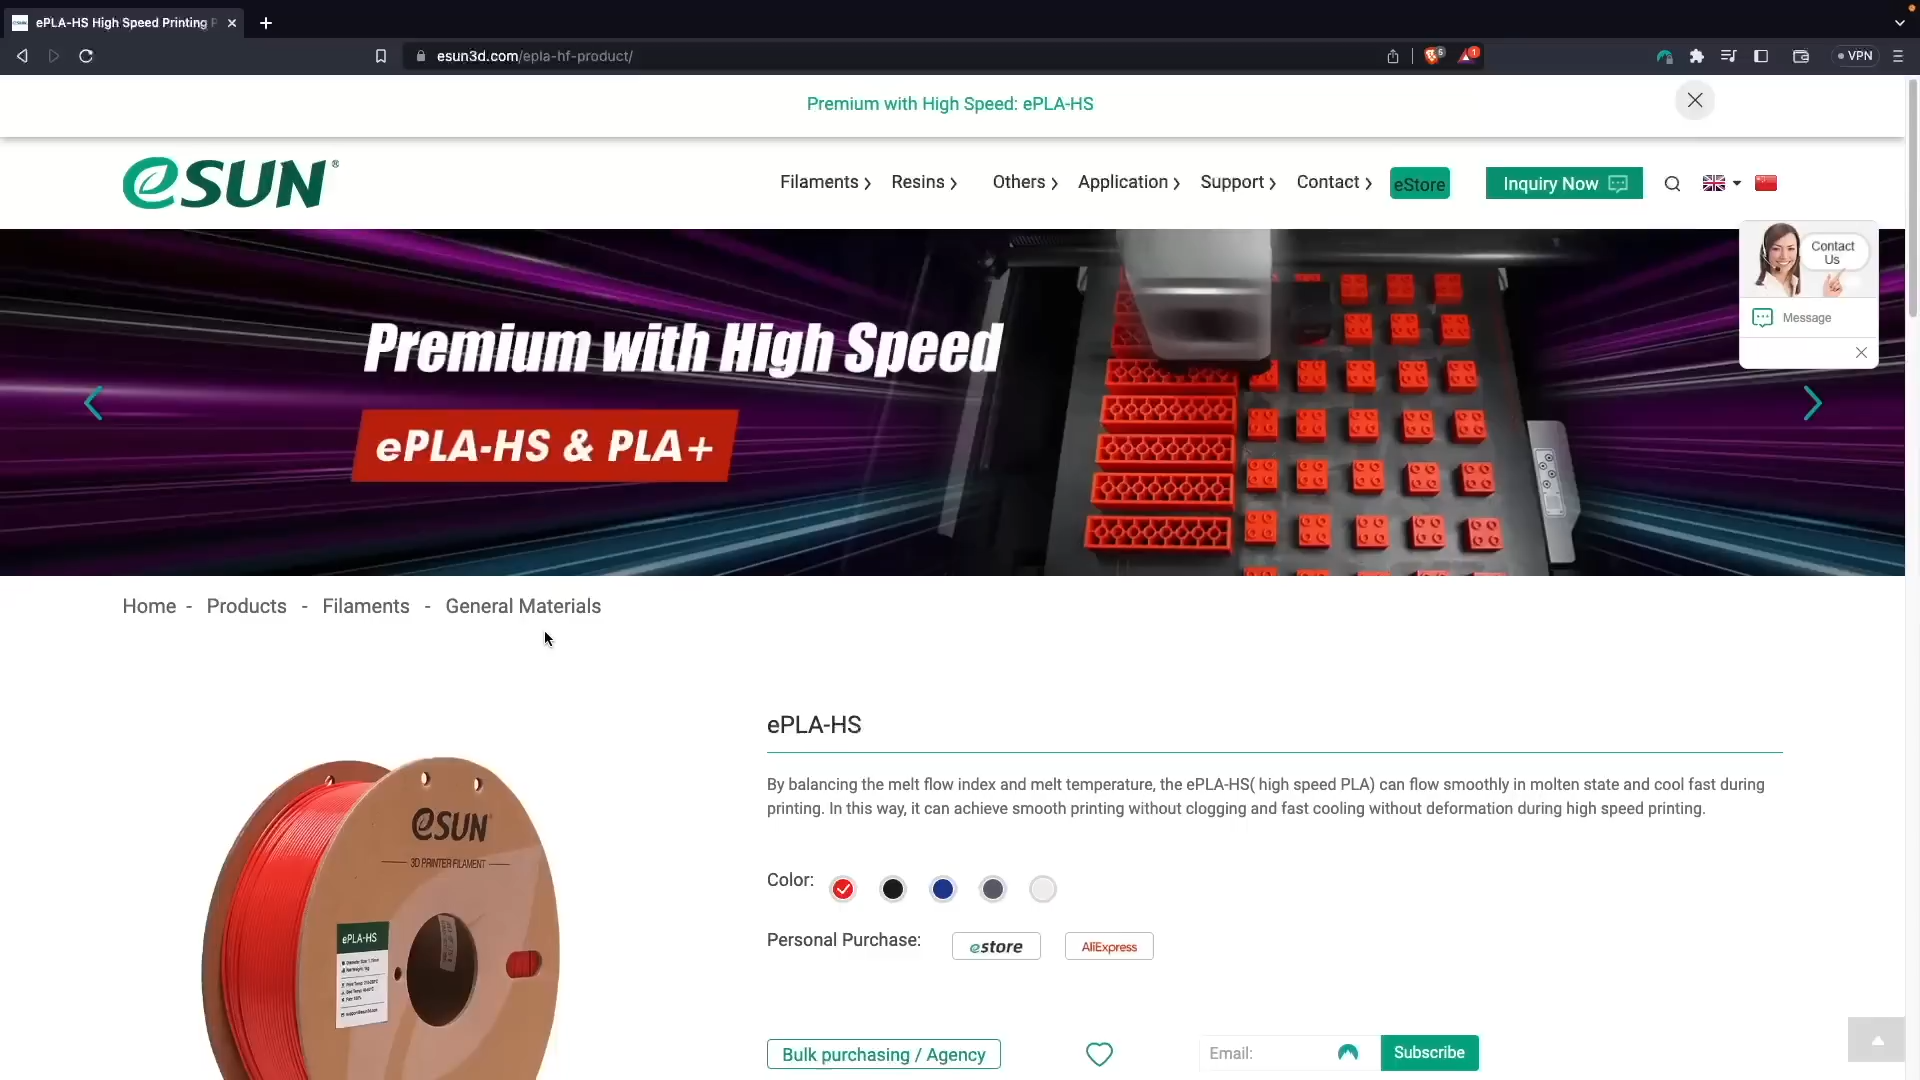 ePLA-HS High Speed Printing P
esun3d.com/epla-hf-product/
5
1
VPN
Premium with High Speed: ePLA-HS
eSUN®
Filaments
Resins
Others
Application
Support
Contact
eStore
Inquiry Now
Contact
Us
Message
Premium with High Speed
ePLA-HS & PLA+
Home - Products - Filaments - General Materials
ePLA-HS
By balancing the melt flow index and melt temperature, the ePLA-HS( high speed PLA) can flow smoothly in molten state and cool fast during
printing. In this way, it can achieve smooth printing without clogging and fast cooling without deformation during high speed printing.
Color:
Personal Purchase:
estore
AliExpress
eSUN
3D PRINTER FILAMENT
ePLA-HS
Bulk purchasing / Agency
Email:
Subscribe